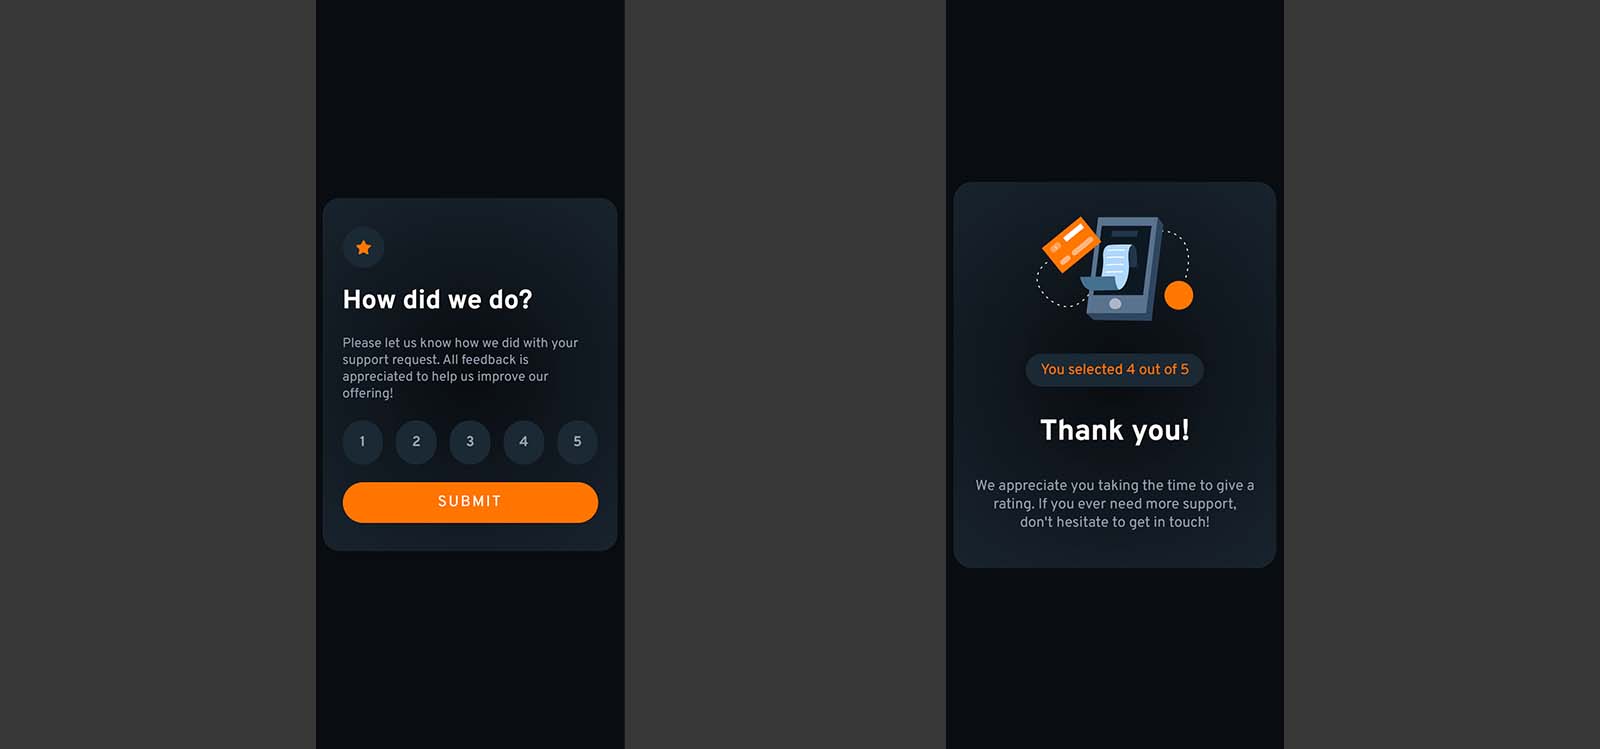 How did we do?
Please let us know how we did with your
support request. All feedback is
appreciated to help us improve our
offering!
1 2 3 4 5
SUBMIT
You selected 4 out of 5
Thank you!
We appreciate you taking the time to give a
rating. If you ever need more support,
don't hesitate to get in touch!